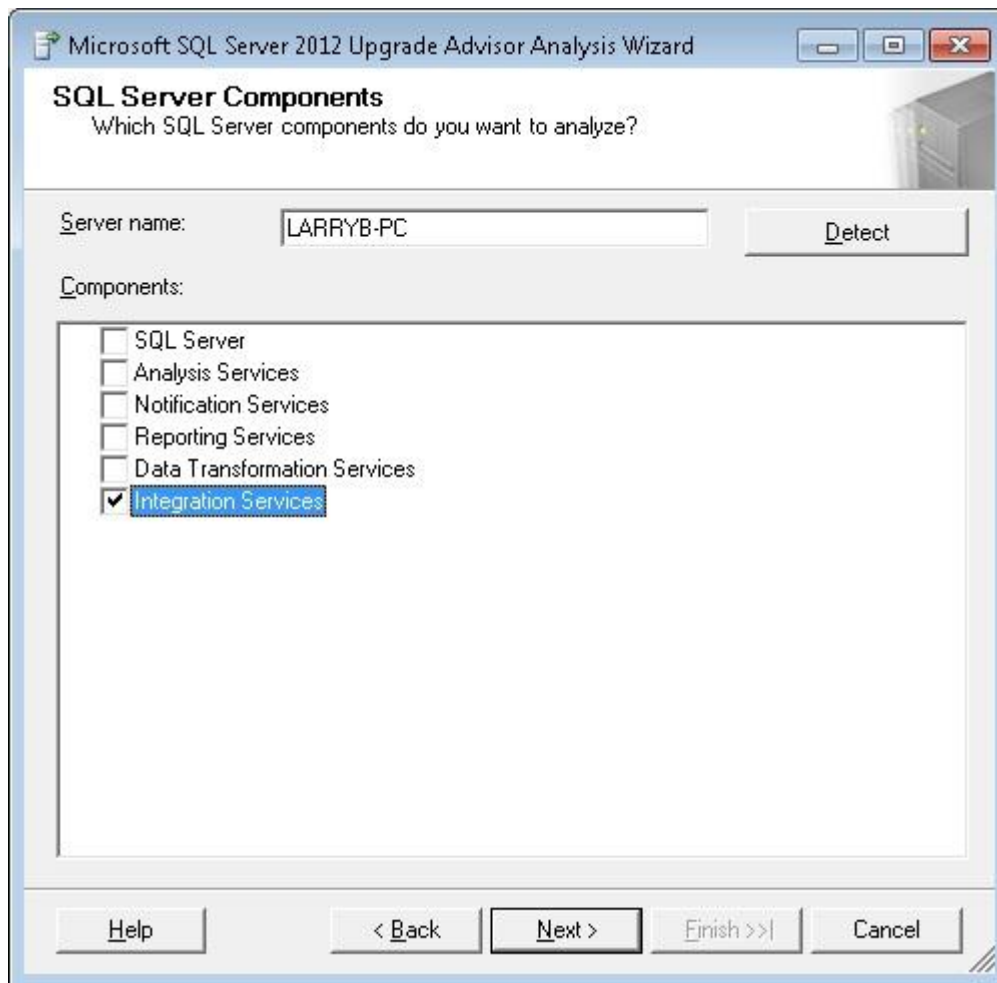 Microsoft SQL Server 2012 Upgrade Advisor Analysis Wizard
SQL Server Components
Which SQL Server components do you want to analyze?
Server name:
LARRYB-PC
Detect
Components:
SQL Server
Analysis Services
Notification Services
Reporting Services
Data Transformation Services
Integration Services
Help
< Back
Next >
Finish >>|
Cancel